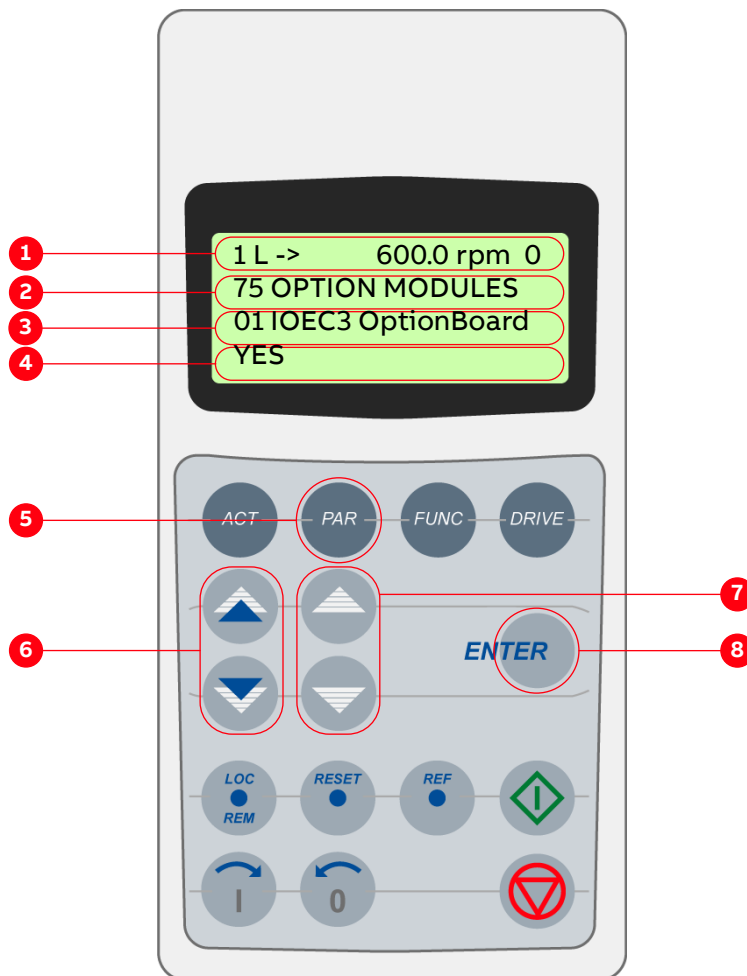 1 L -> 600.0 rpm 0
75 OPTION MODULES
01 IOEC3 OptionBoard
YES
1
2
3
4
5
6
7
8
ACT PAR FUNC DRIVE
ENTER
LOC
REM
RESET
REF
I
0